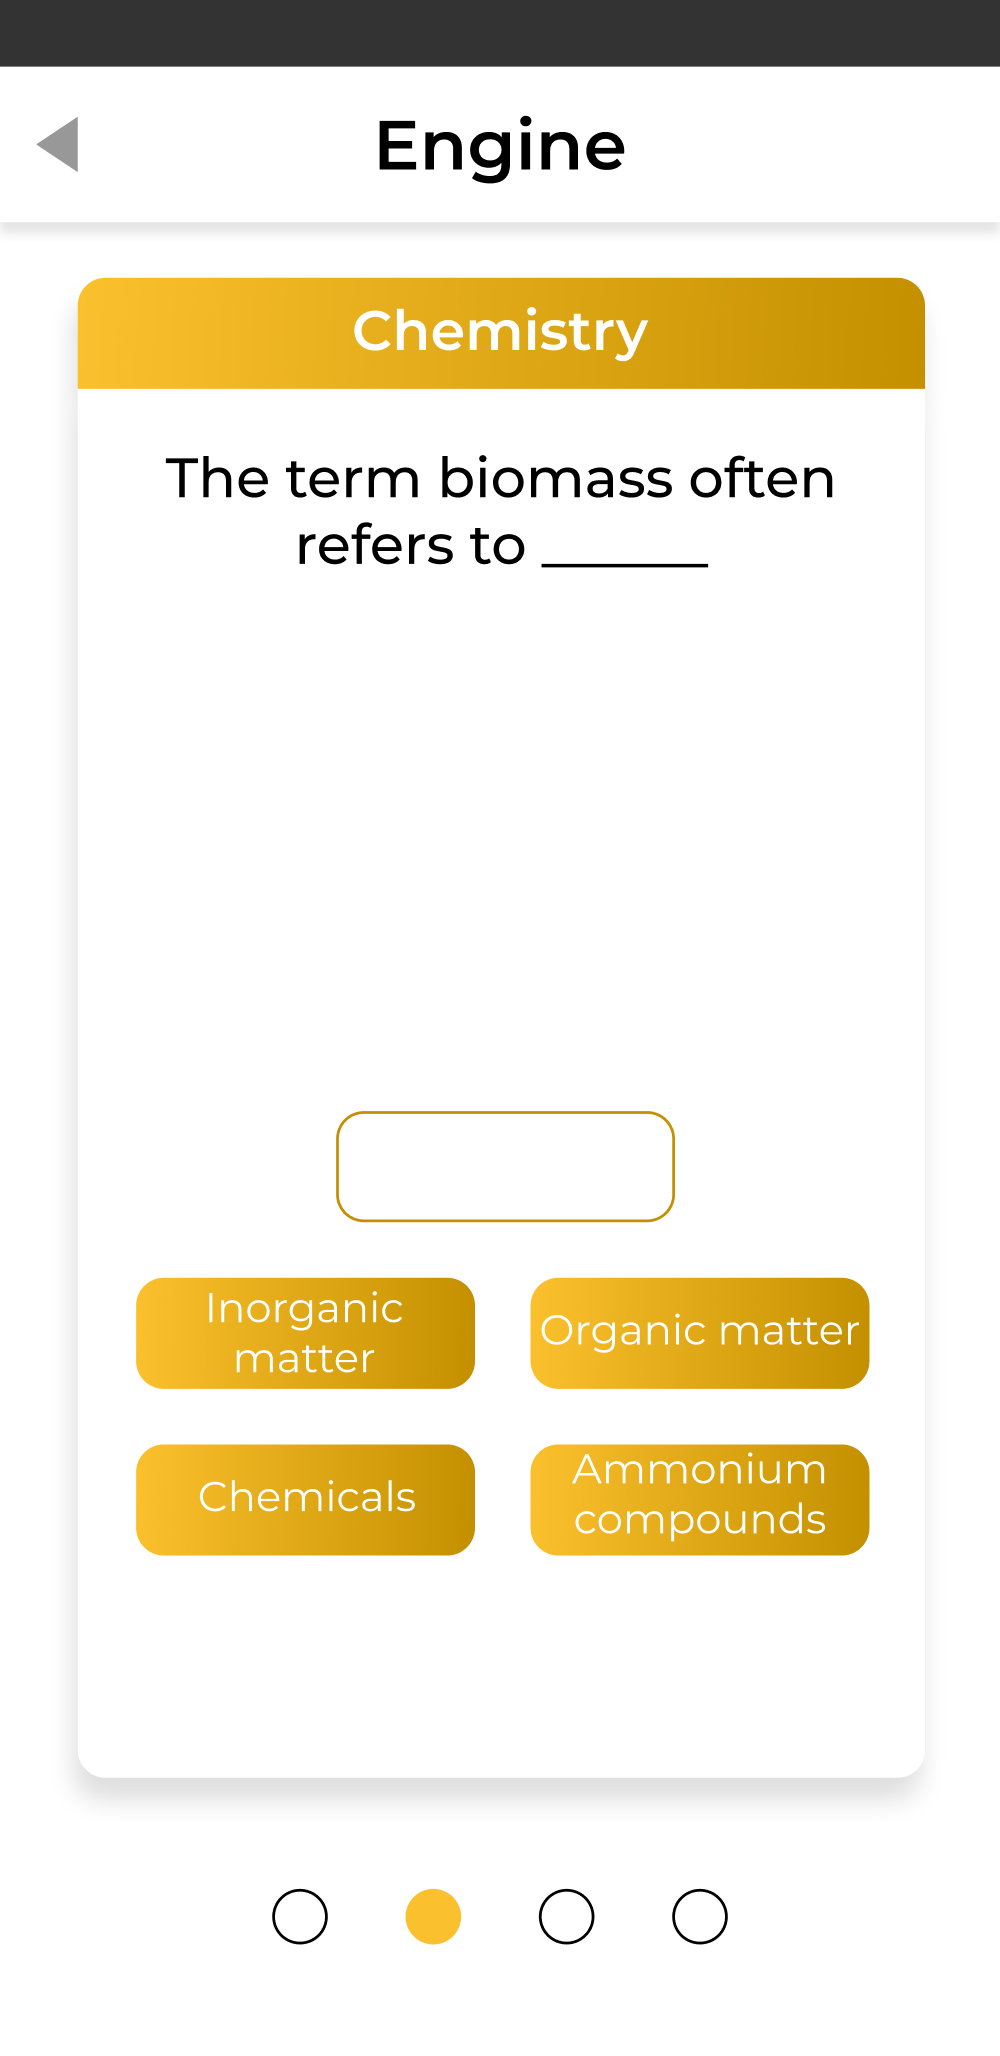 Engine
Chemistry
The term biomass often
refers to ______
Inorganic
matter
Organic matter
Chemicals
Ammonium
compounds